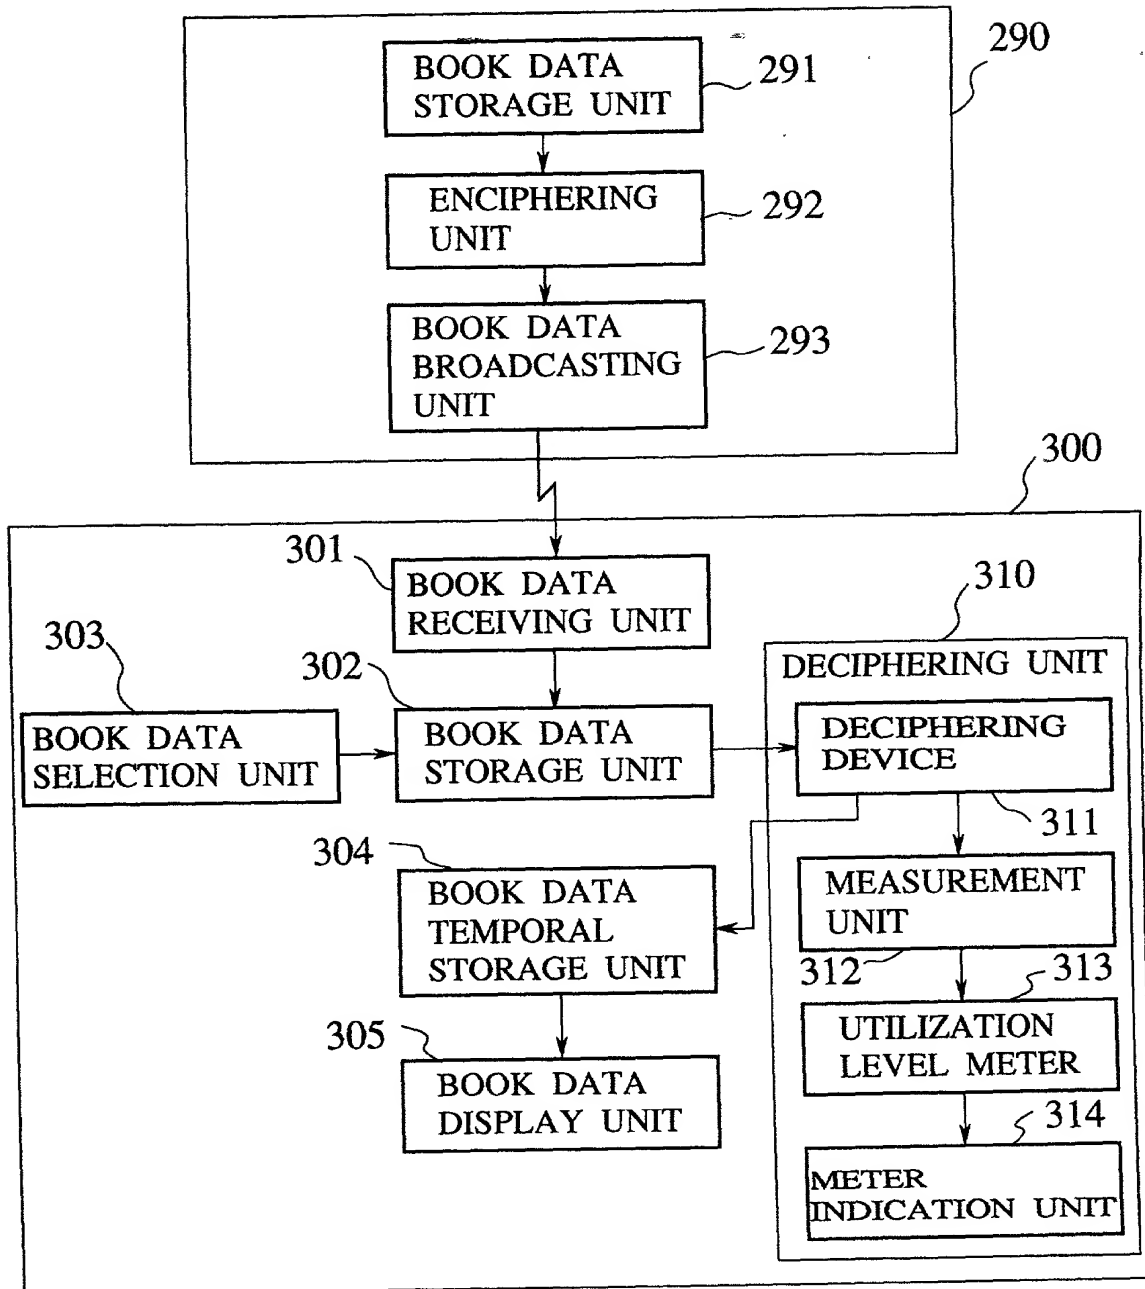 290
BOOK DATA
STORAGE UNIT
291
ENCIPHERING
UNIT
292
BOOK DATA
BROADCASTING
UNIT
293
300
301
BOOK DATA
RECEIVING UNIT
310
DECIPHERING UNIT
303
302
BOOK DATA
SELECTION UNIT
BOOK DATA
STORAGE UNIT
DECIPHERING
DEVICE
311
304
BOOK DATA
TEMPORAL
STORAGE UNIT
MEASUREMENT
UNIT
312
313
305
BOOK DATA
DISPLAY UNIT
UTILIZATION
LEVEL METER
314
METER
INDICATION UNIT